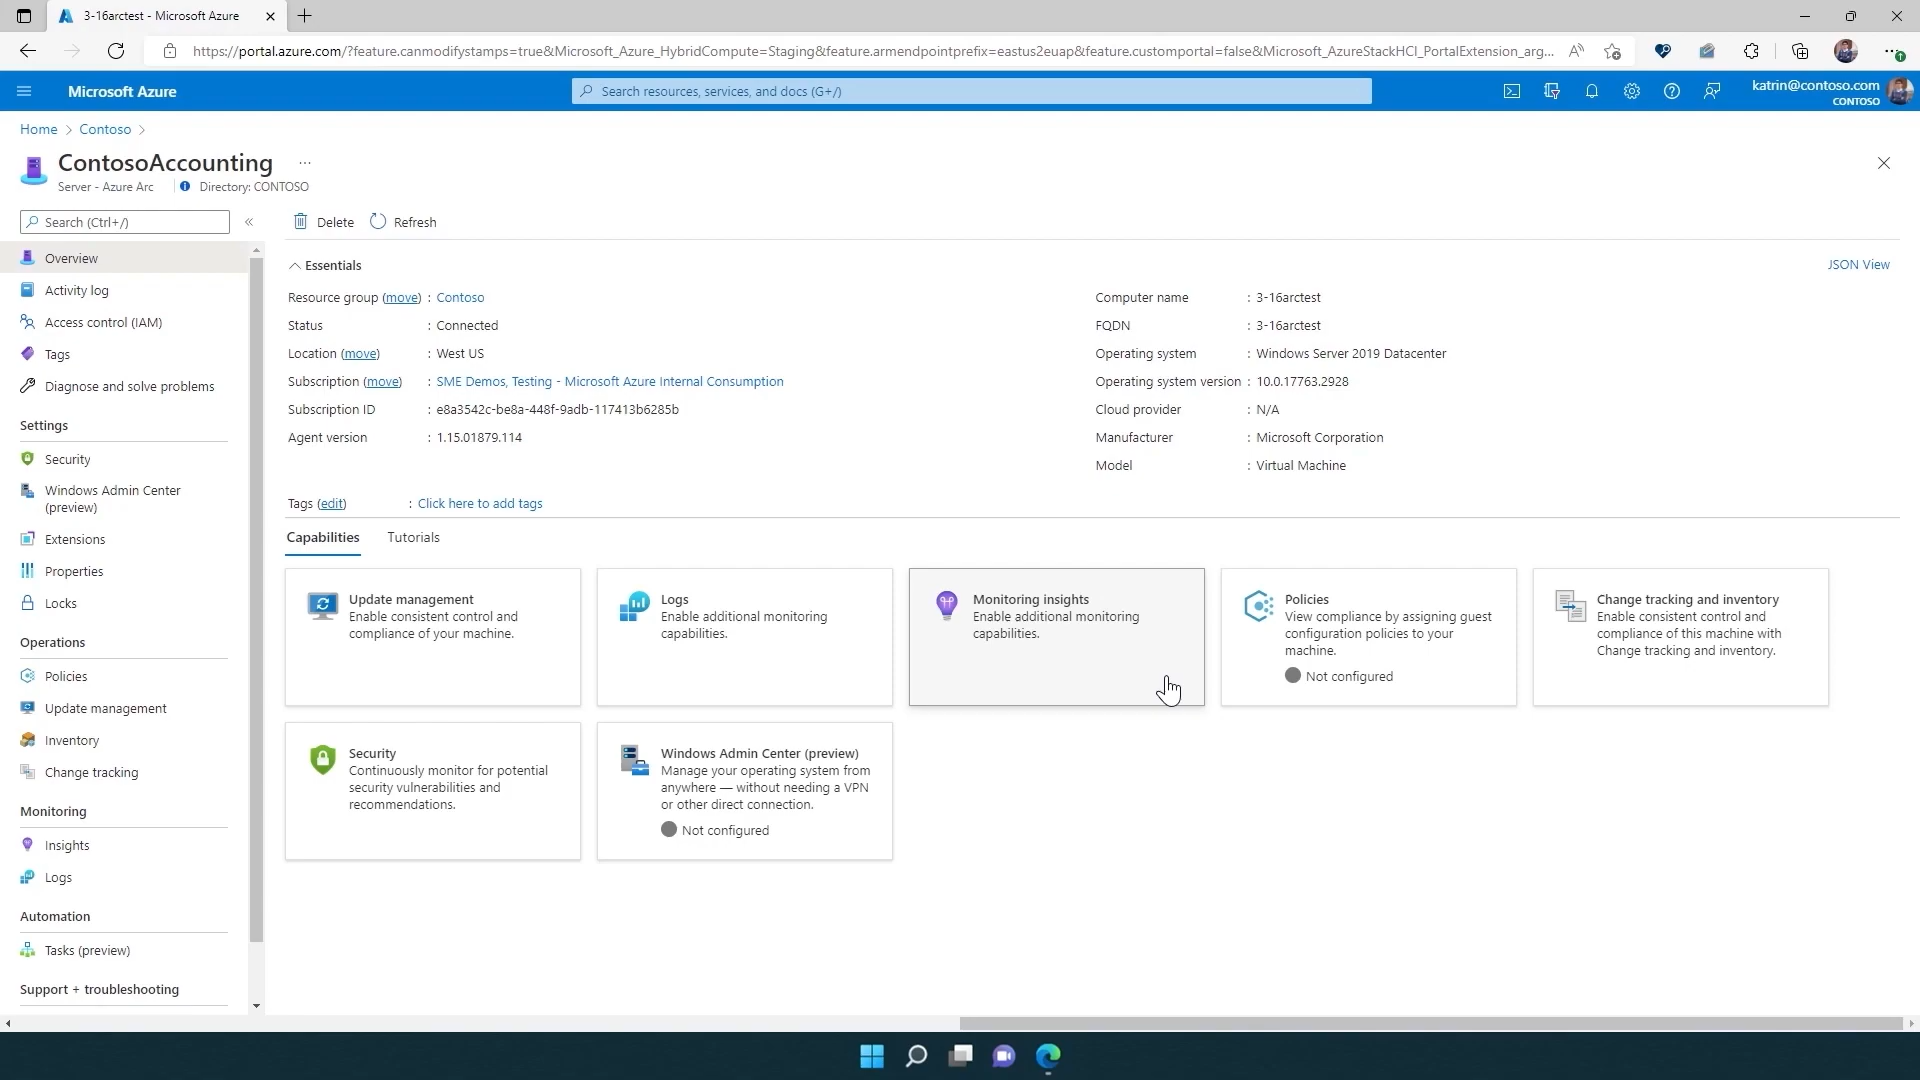 3-16arctest - Microsoft Azure
https://portal.azure.com/?feature.canmodifystamps=true&Microsoft_Azure_HybridCompute=Staging&feature.armendpointprefix=eastus2euap&feature.customportal=false&Microsoft_AzureStackHCI_PortalExtension_arg...
Microsoft Azure
Search resources, services, and docs (G+/)
katrin@contoso.com
CONTOSO
Home > Contoso >
ContosoAccounting ...
Server - Azure Arc
Directory: CONTOSO
Search (Ctrl+/)
Overview
Activity log
Access control (IAM)
Tags
Diagnose and solve problems
Settings
Security
Windows Admin Center
(preview)
Extensions
Properties
Locks
Operations
Policies
Update management
Inventory
Change tracking
Monitoring
Insights
Logs
Automation
Tasks (preview)
Support + troubleshooting
Delete
Refresh
Essentials
JSON View
Resource group (move) : Contoso
Status : Connected
Location (move) : West US
Subscription (move) : SME Demos, Testing - Microsoft Azure Internal Consumption
Subscription ID : e8a3542c-be8a-448f-9adb-117413b6285b
Agent version : 1.15.01879.114
Computer name : 3-16arctest
FQDN : 3-16arctest
Operating system : Windows Server 2019 Datacenter
Operating system version : 10.0.17763.2928
Cloud provider : N/A
Manufacturer : Microsoft Corporation
Model : Virtual Machine
Tags (edit) : Click here to add tags
Capabilities
Tutorials
Update management
Enable consistent control and
compliance of your machine.
Logs
Enable additional monitoring
capabilities.
Monitoring insights
Enable additional monitoring
capabilities.
Policies
View compliance by assigning guest
configuration policies to your
machine.
Not configured
Change tracking and inventory
Enable consistent control and
compliance of this machine with
Change tracking and inventory.
Security
Continuously monitor for potential
security vulnerabilities and
recommendations.
Windows Admin Center (preview)
Manage your operating system from
anywhere — without needing a VPN
or other direct connection.
Not configured